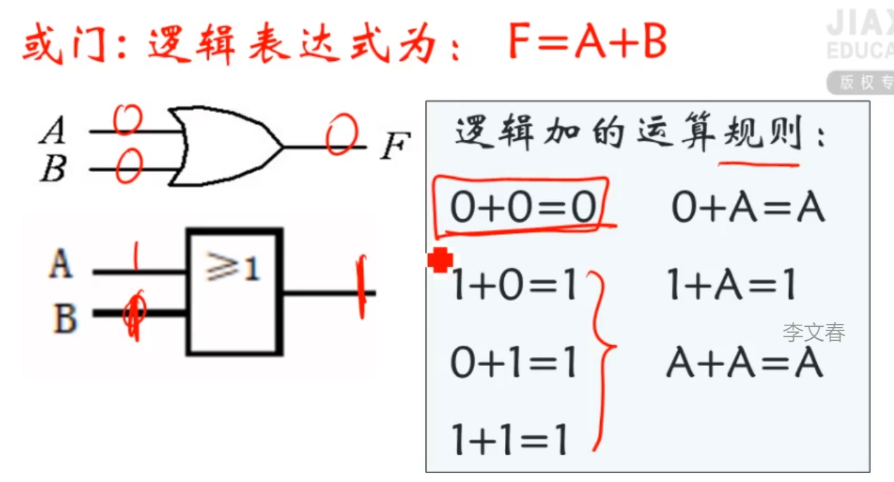 或门：逻辑表达式为： F=A+B
JIAX
EDUCA
版权专
A 0 0 F
B 0
逻辑加的运算规则：
0+0=0 0+A=A
1+0=1 1+A=1
0+1=1 A+A=A
1+1=1
李文春
A 1 ≥1 1
B